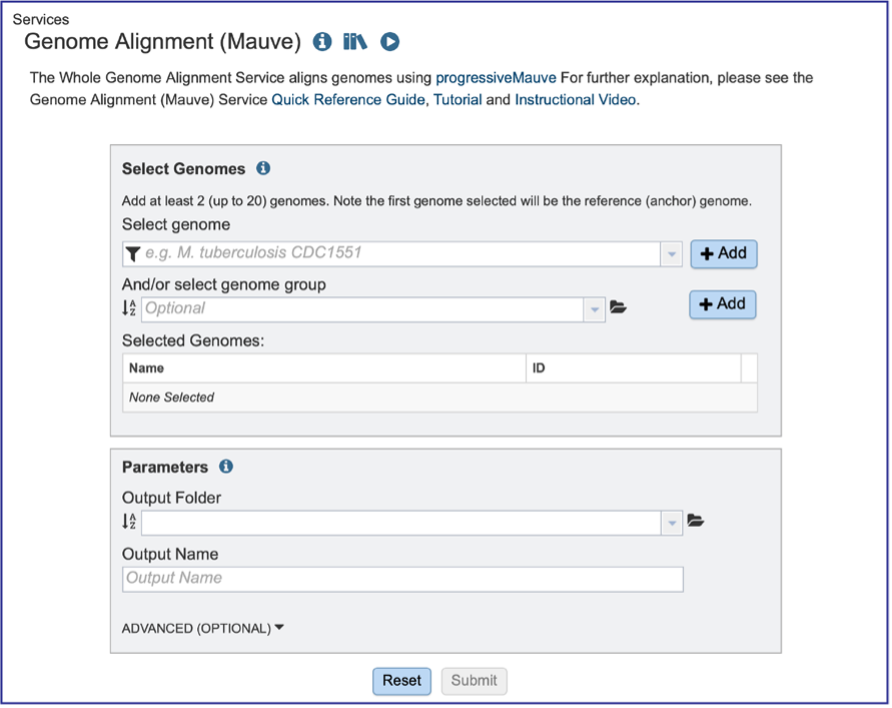 Services
Genome Alignment (Mauve)
The Whole Genome Alignment Service aligns genomes using progressiveMauve For further explanation, please see the
Genome Alignment (Mauve) Service Quick Reference Guide, Tutorial and Instructional Video.
Select Genomes
Add at least 2 (up to 20) genomes. Note the first genome selected will be the reference (anchor) genome.
Select genome
e.g. M. tuberculosis CDC1551
+ Add
And/or select genome group
Optional
+ Add
Selected Genomes:
Name ID
None Selected
Parameters
Output Folder
Output Name
Output Name
ADVANCED (OPTIONAL)
Reset Submit